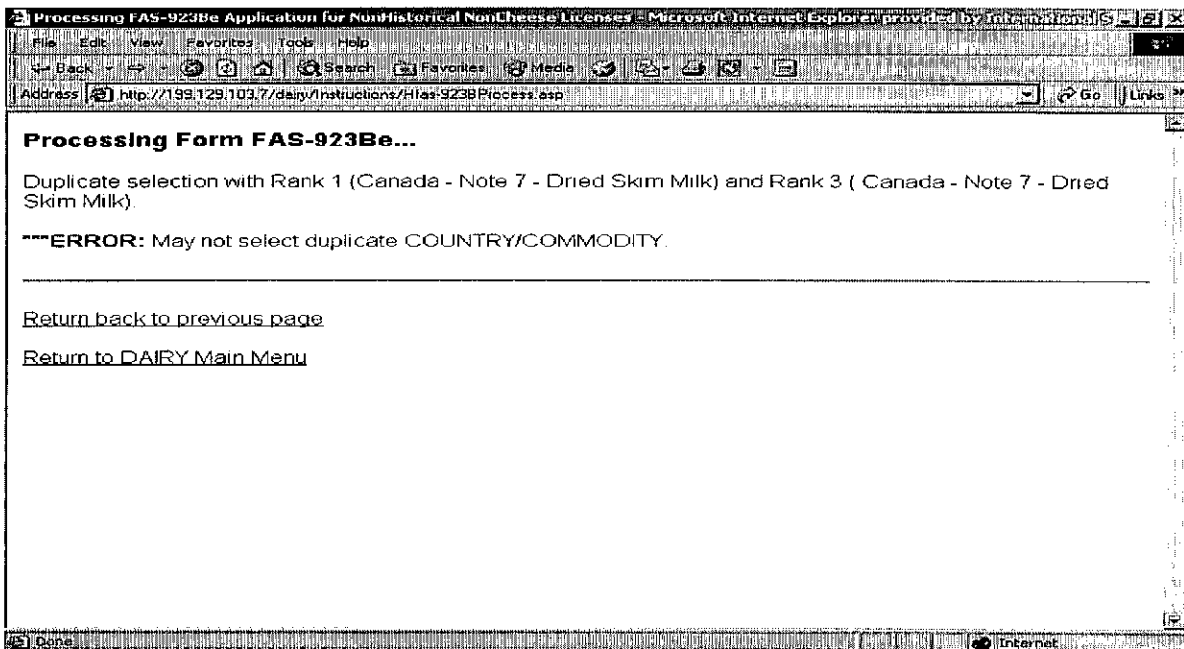 Processing FAS-923Be Application for NonHistorical NonCheese Licenses - Microsoft Internet Explorer provided by
File Edit View Favorites Tools Help
Back Search Favorites Media
Address http://199.129.103.7/dairy/Instructions/Hfas-923BProcess.asp Go Links »
Processing Form FAS-923Be...
Duplicate selection with Rank 1 (Canada - Note 7 - Dried Skim Milk) and Rank 3 ( Canada - Note 7 - Dried
Skim Milk).
***ERROR: May not select duplicate COUNTRY/COMMODITY.
Return back to previous page
Return to DAIRY Main Menu
Done Internet